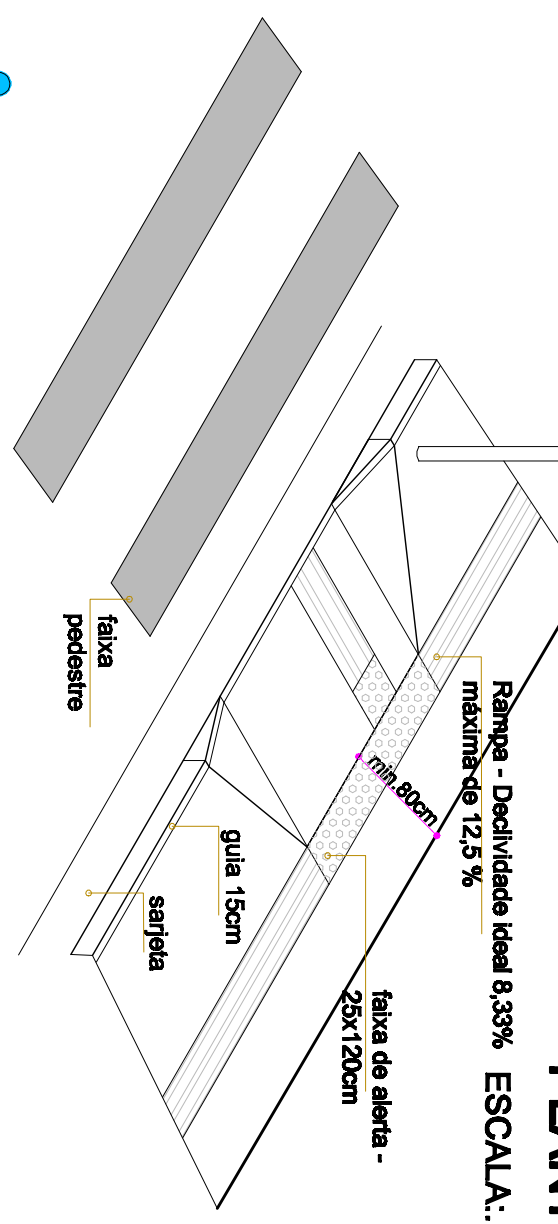 ESCALA:.
Rampa - Declividade ideal 8,33%
máxima de 12,5 %
min.80cm
faixa de alerta -
25x120cm
guia 15cm
sarjeta
faixa
pedestre